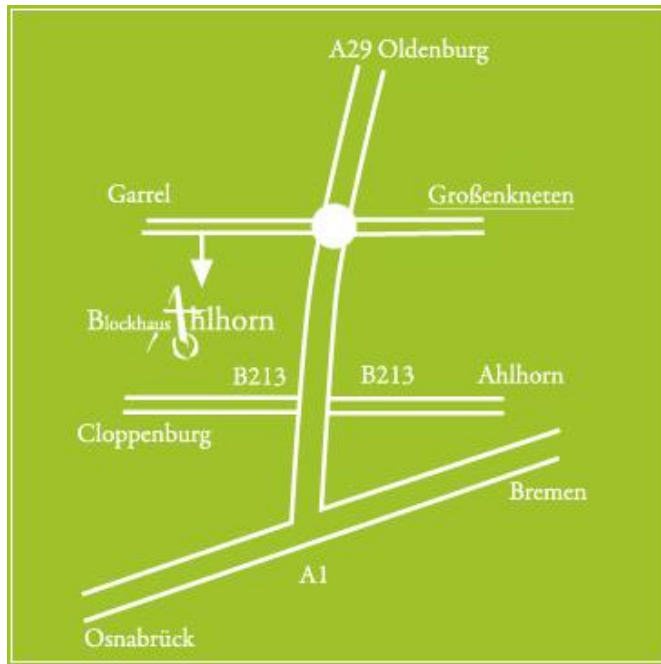 A29 Oldenburg
Garrel
Großenkneten
Blockhaus Ahlhorn
B213
B213
Ahlhorn
Cloppenburg
Bremen
A1
Osnabrück